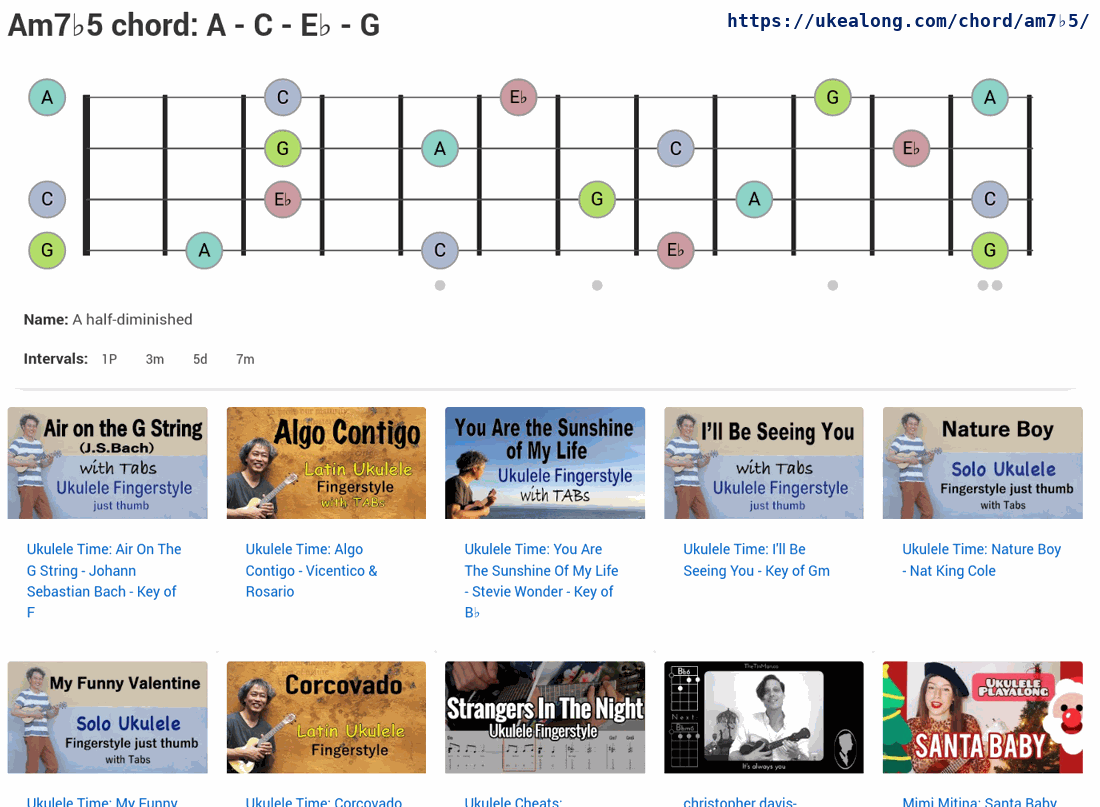 Am7♭5 chord: A - C - E♭ - G
https://ukealong.com/chord/am7♭5/
A C E♭ G A
G A C E♭
C E♭ G A C
G A C E♭ G
Name: A half-diminished
Intervals: 1P 3m 5d 7m
Air on the G String
(J.S.Bach)
with Tabs
Ukulele Fingerstyle
just thumb
Algo Contigo
Latin Ukulele
Fingerstyle
with TABs
You Are the Sunshine
of My Life
Ukulele Fingerstyle
with TABs
I'll Be Seeing You
with Tabs
Ukulele Fingerstyle
just thumb
Nature Boy
Solo Ukulele
Fingerstyle just thumb
with Tabs
Ukulele Time: Air On The
G String - Johann
Sebastian Bach - Key of
F
Ukulele Time: Algo
Contigo - Vicentico &
Rosario
Ukulele Time: You Are
The Sunshine Of My Life
- Stevie Wonder - Key of
B♭
Ukulele Time: I'll Be
Seeing You - Key of Gm
Ukulele Time: Nature Boy
- Nat King Cole
My Funny Valentine
Solo Ukulele
Fingerstyle just thumb
with Tabs
Corcovado
Latin Ukulele
Fingerstyle
Strangers In The Night
Ukulele Fingerstyle
TheTinManuis
Bb6
Next:
It's always you
UKULELE
PLAYALONG
SANTA BABY
Ukulele Time: My Funny
Ukulele Time: Corcovado
Ukulele Cheats:
christopher davis-
Mimi Mitina: Santa Baby